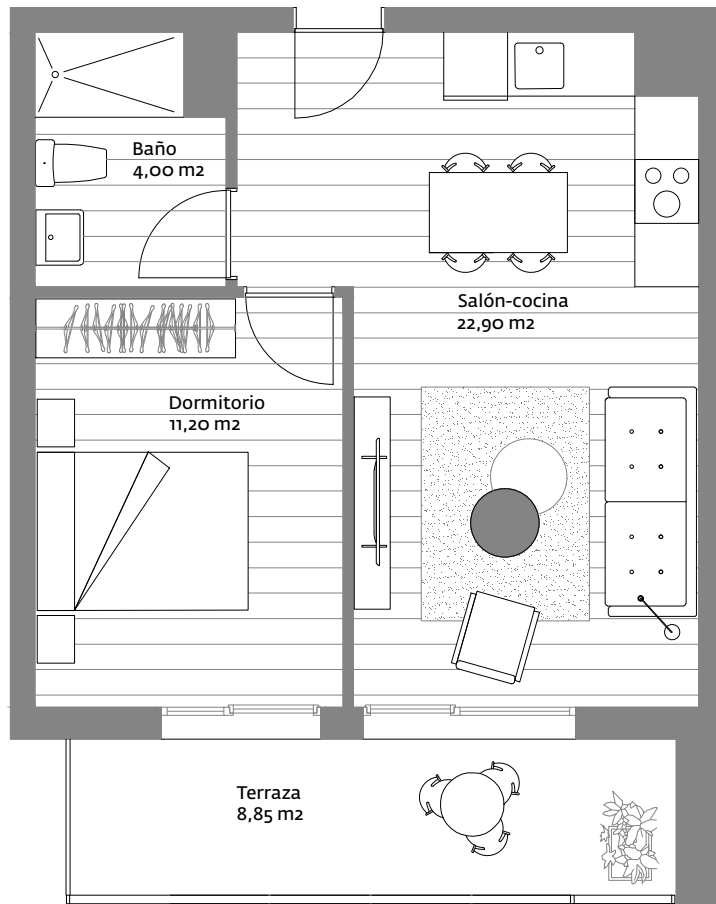 Baño
4,00 m2
Salón-cocina
22,90 m2
Dormitorio
11,20 m2
Terraza
8,85 m2